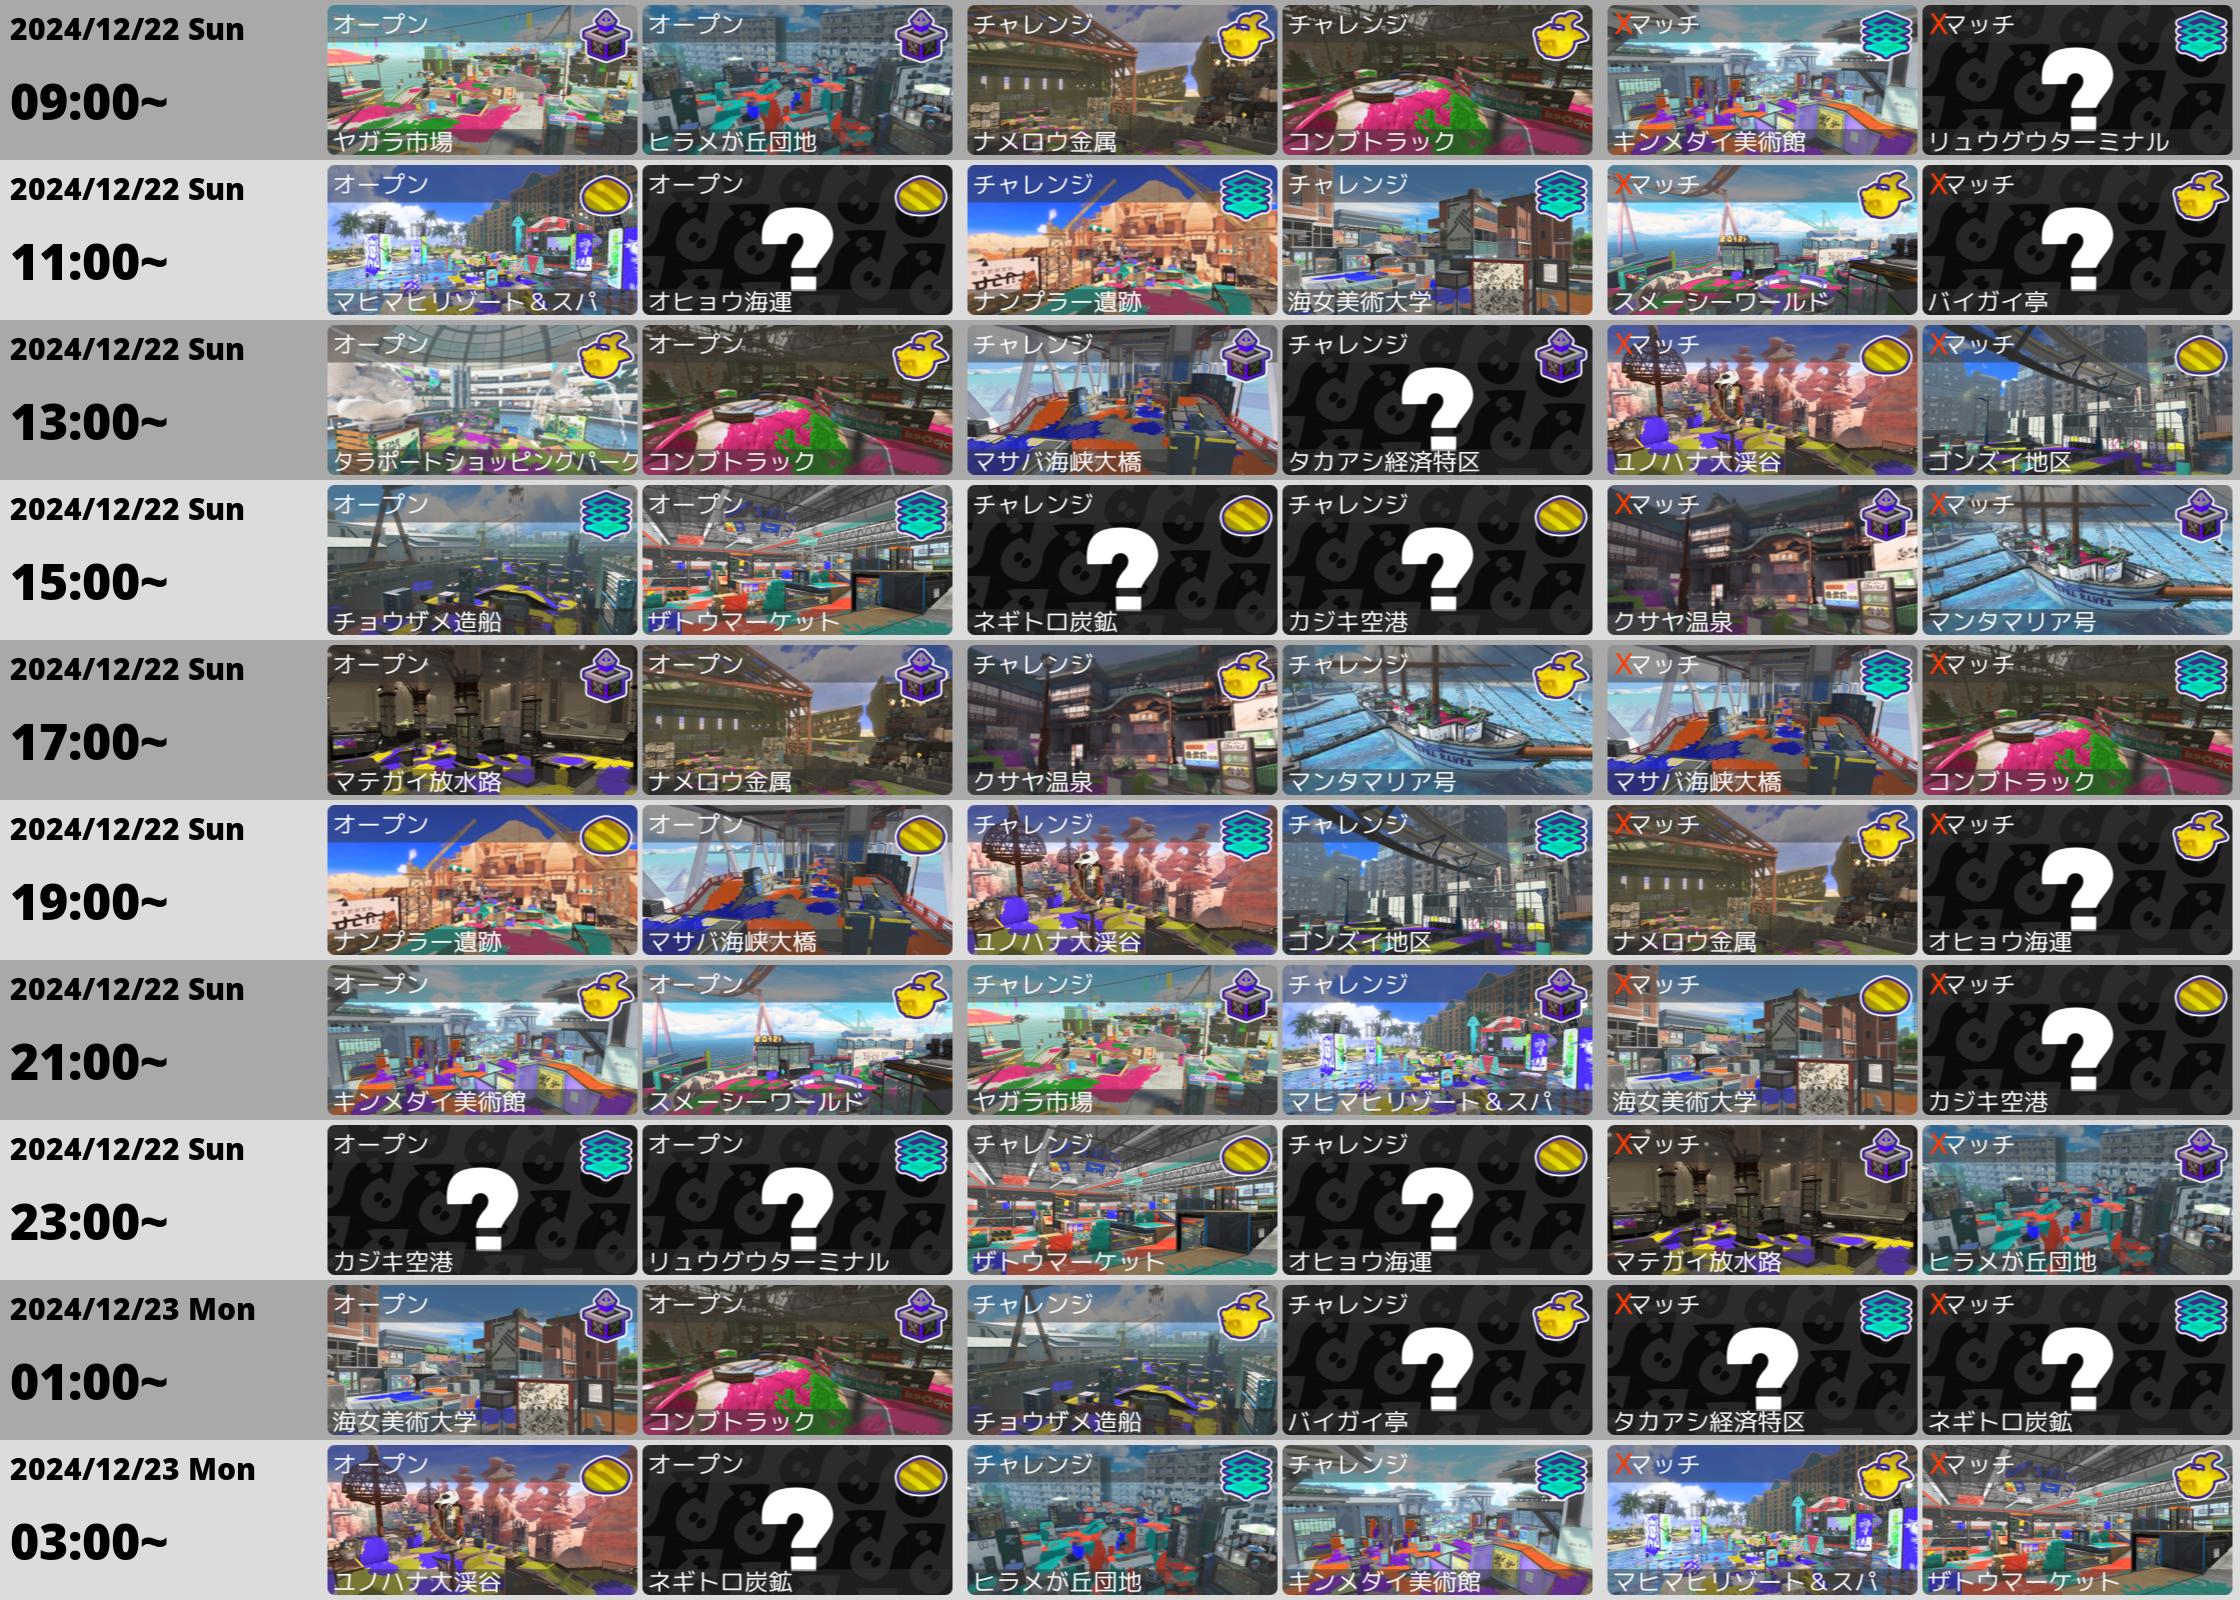 2024/12/22 Sun
09:00~
オープン
ヤガラ市場
オープン
ヒラメが丘団地
チャレンジ
ナメロウ金属
チャレンジ
コンブトラック
Xマッチ
キンメダイ美術館
Xマッチ
?
リュウグウターミナル
2024/12/22 Sun
11:00~
オープン
マヒマヒリゾート＆スパ
オープン
?
オヒョウ海運
チャレンジ
ナンプラー遺跡
チャレンジ
海女美術大学
Xマッチ
スメーシーワールド
Xマッチ
?
バイガイ亭
2024/12/22 Sun
13:00~
オープン
タラポートショッピングパーク
オープン
コンブトラック
チャレンジ
マサバ海峡大橋
チャレンジ
?
タカアシ経済特区
Xマッチ
ユノハナ大渓谷
Xマッチ
ゴンズイ地区
2024/12/22 Sun
15:00~
オープン
チョウザメ造船
オープン
ザトウマーケット
チャレンジ
?
ネギトロ炭鉱
チャレンジ
?
カジキ空港
Xマッチ
クサヤ温泉
Xマッチ
マンタマリア号
2024/12/22 Sun
17:00~
オープン
マテガイ放水路
オープン
ナメロウ金属
チャレンジ
クサヤ温泉
チャレンジ
マンタマリア号
Xマッチ
マサバ海峡大橋
Xマッチ
コンブトラック
2024/12/22 Sun
19:00~
オープン
ナンプラー遺跡
オープン
マサバ海峡大橋
チャレンジ
ユノハナ大渓谷
チャレンジ
ゴンズイ地区
Xマッチ
ナメロウ金属
Xマッチ
?
オヒョウ海運
2024/12/22 Sun
21:00~
オープン
キンメダイ美術館
オープン
スメーシーワールド
チャレンジ
ヤガラ市場
チャレンジ
マヒマヒリゾート＆スパ
Xマッチ
海女美術大学
Xマッチ
?
カジキ空港
2024/12/22 Sun
23:00~
オープン
?
カジキ空港
オープン
?
リュウグウターミナル
チャレンジ
ザトウマーケット
チャレンジ
?
オヒョウ海運
Xマッチ
マテガイ放水路
Xマッチ
ヒラメが丘団地
2024/12/23 Mon
01:00~
オープン
海女美術大学
オープン
コンブトラック
チャレンジ
チョウザメ造船
チャレンジ
?
バイガイ亭
Xマッチ
?
タカアシ経済特区
Xマッチ
?
ネギトロ炭鉱
2024/12/23 Mon
03:00~
オープン
ユノハナ大渓谷
オープン
?
ネギトロ炭鉱
チャレンジ
ヒラメが丘団地
チャレンジ
キンメダイ美術館
Xマッチ
マヒマヒリゾート＆スパ
Xマッチ
ザトウマーケット